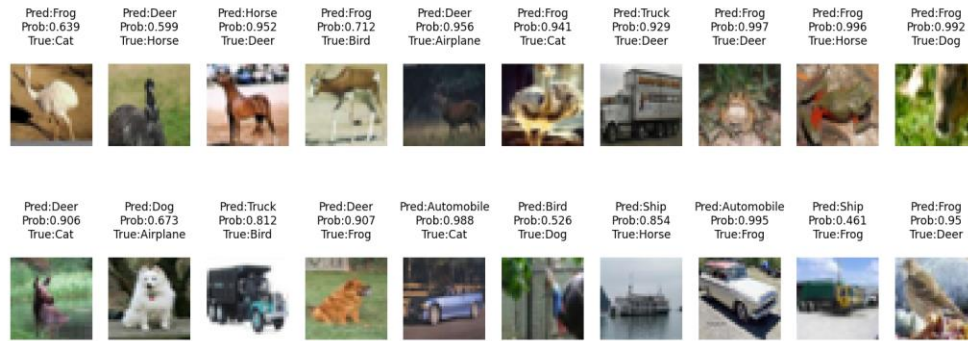 Pred:Frog
Prob:0.639
True:Cat
Pred:Deer
Prob:0.599
True:Horse
Pred:Horse
Prob:0.952
True:Deer
Pred:Frog
Prob:0.712
True:Bird
Pred:Deer
Prob:0.956
True:Airplane
Pred:Frog
Prob:0.941
True:Cat
Pred:Truck
Prob:0.929
True:Deer
Pred:Frog
Prob:0.997
True:Deer
Pred:Frog
Prob:0.996
True:Horse
Pred:Frog
Prob:0.992
True:Dog
Pred:Deer
Prob:0.906
True:Cat
Pred:Dog
Prob:0.673
True:Airplane
Pred:Truck
Prob:0.812
True:Bird
Pred:Deer
Prob:0.907
True:Frog
Pred:Automobile
Prob:0.988
True:Cat
Pred:Bird
Prob:0.526
True:Dog
Pred:Ship
Prob:0.854
True:Horse
Pred:Automobile
Prob:0.995
True:Frog
Pred:Ship
Prob:0.461
True:Frog
Pred:Frog
Prob:0.95
True:Deer